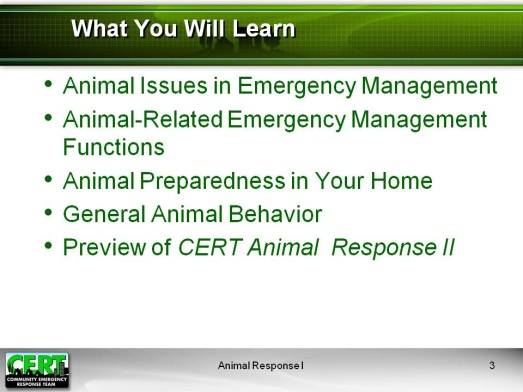 What You Will Learn
• Animal Issues in Emergency Management
• Animal-Related Emergency Management
Functions
• Animal Preparedness in Your Home
• General Animal Behavior
• Preview of CERT Animal Response II
CERT
COMMUNITY EMERGENCY
RESPONSE TEAM
Animal Response I
3